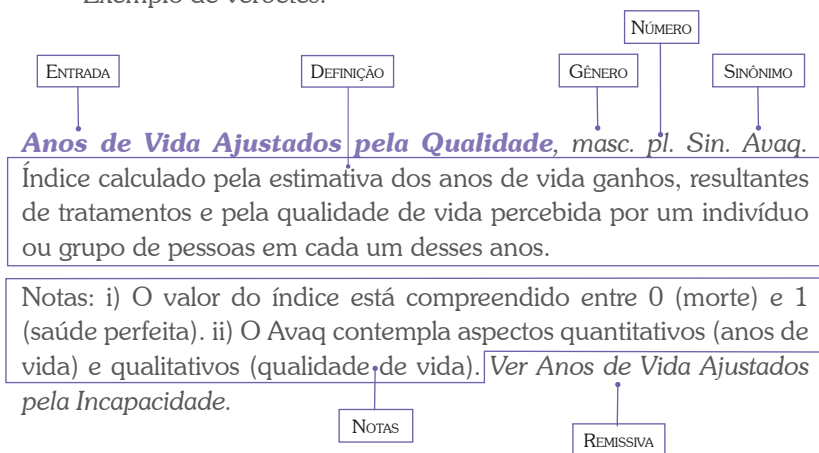 Exemplo de verbetes:
NÚMERO
ENTRADA
DEFINIÇÃO
GÊNERO
SINÔNIMO
Anos de Vida Ajustados pela Qualidade, masc. pl. Sin. Avaq.
Índice calculado pela estimativa dos anos de vida ganhos, resultantes
de tratamentos e pela qualidade de vida percebida por um indivíduo
ou grupo de pessoas em cada um desses anos.
Notas: i) O valor do índice está compreendido entre 0 (morte) e 1
(saúde perfeita). ii) O Avaq contempla aspectos quantitativos (anos de
vida) e qualitativos (qualidade de vida). Ver Anos de Vida Ajustados
pela Incapacidade.
NOTAS
REMISSIVA